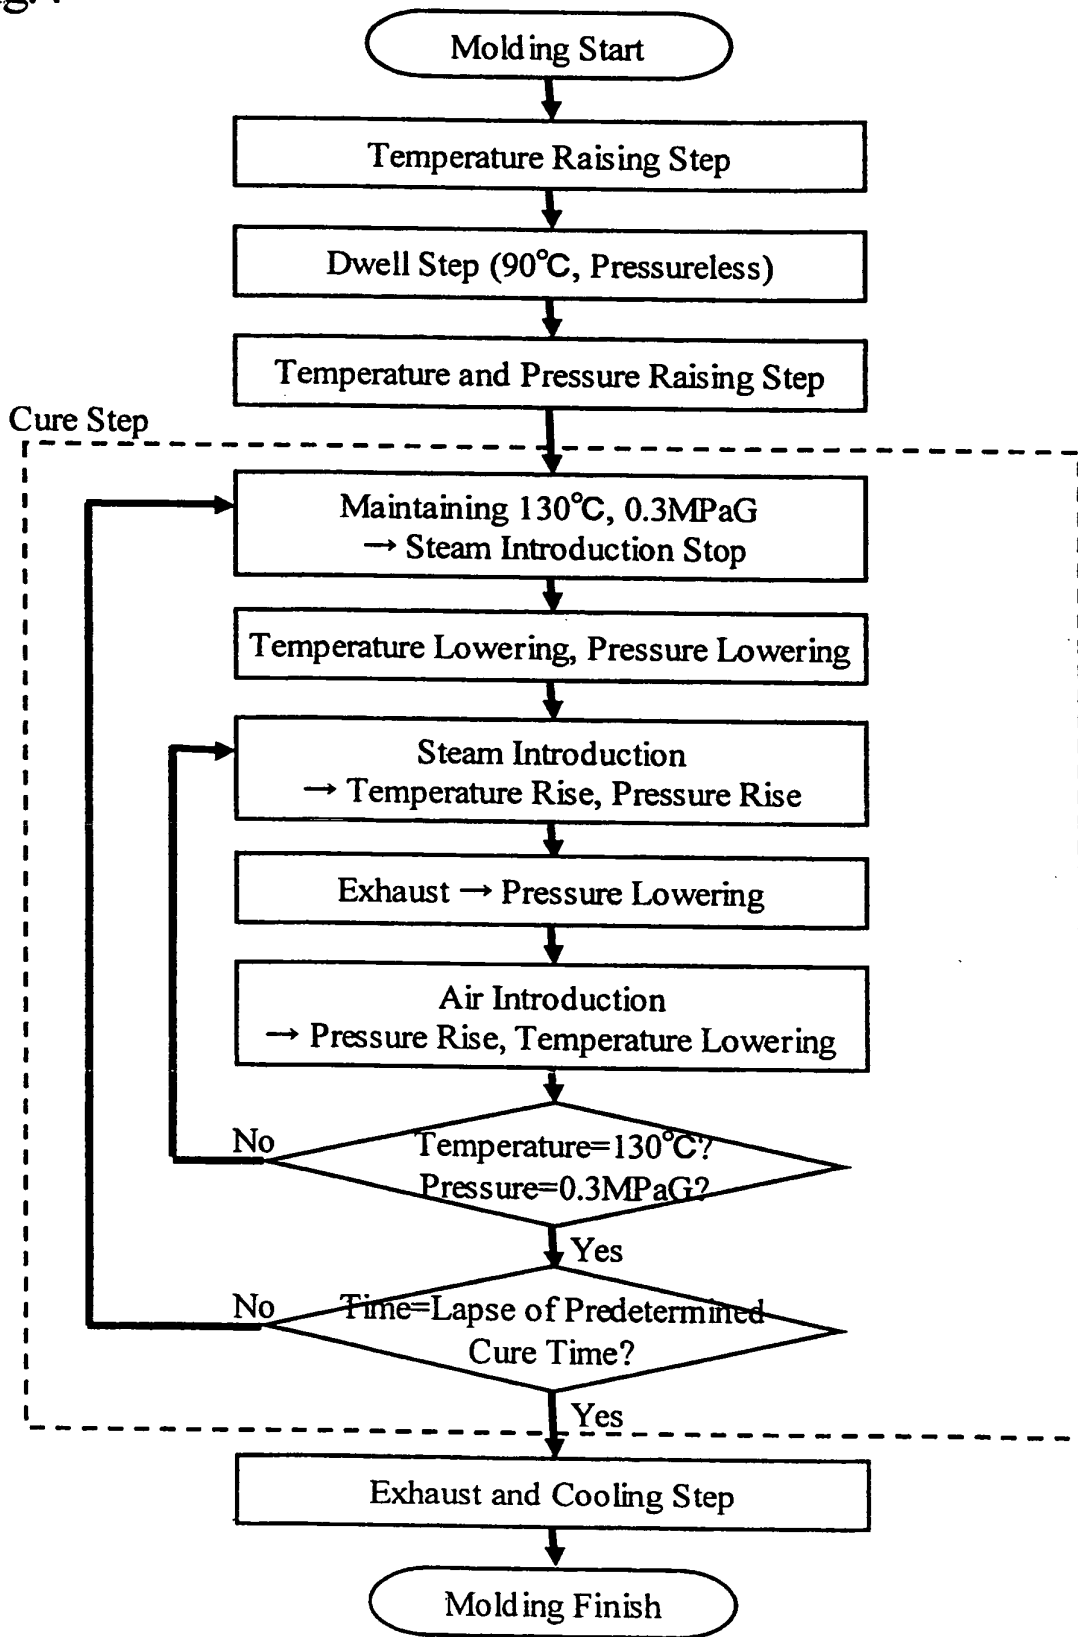 Molding Start
Temperature Raising Step
Dwell Step (90℃, Pressureless)
Temperature and Pressure Raising Step
Cure Step
Maintaining 130℃, 0.3MPaG
→ Steam Introduction Stop
Temperature Lowering, Pressure Lowering
Steam Introduction
→ Temperature Rise, Pressure Rise
Exhaust → Pressure Lowering
Air Introduction
→ Pressure Rise, Temperature Lowering
No
Temperature=130℃?
Pressure=0.3MPaG?
Yes
No
Time=Lapse of Predetermined
Cure Time?
Yes
Exhaust and Cooling Step
Molding Finish